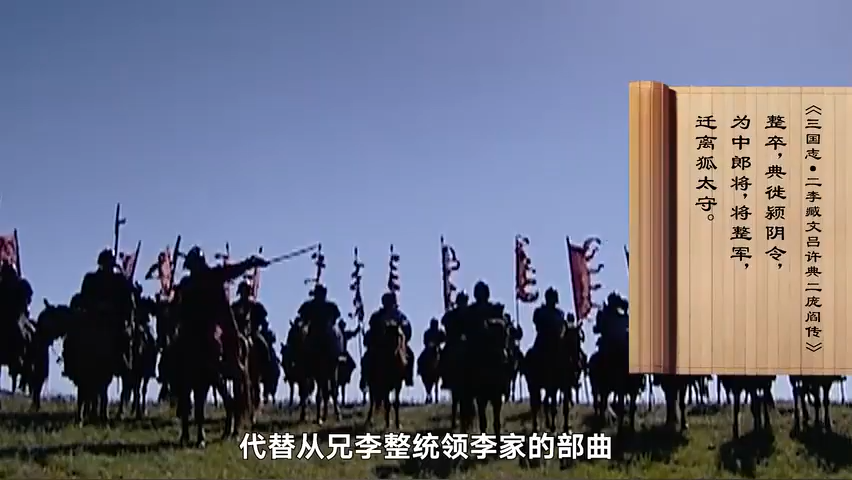 《三国志•二李臧文吕许典二庞阎传》
整卒，典徙颍阴令，
为中郎将，将整军，
迁离狐太守。
代替从兄李整统领李家的部曲